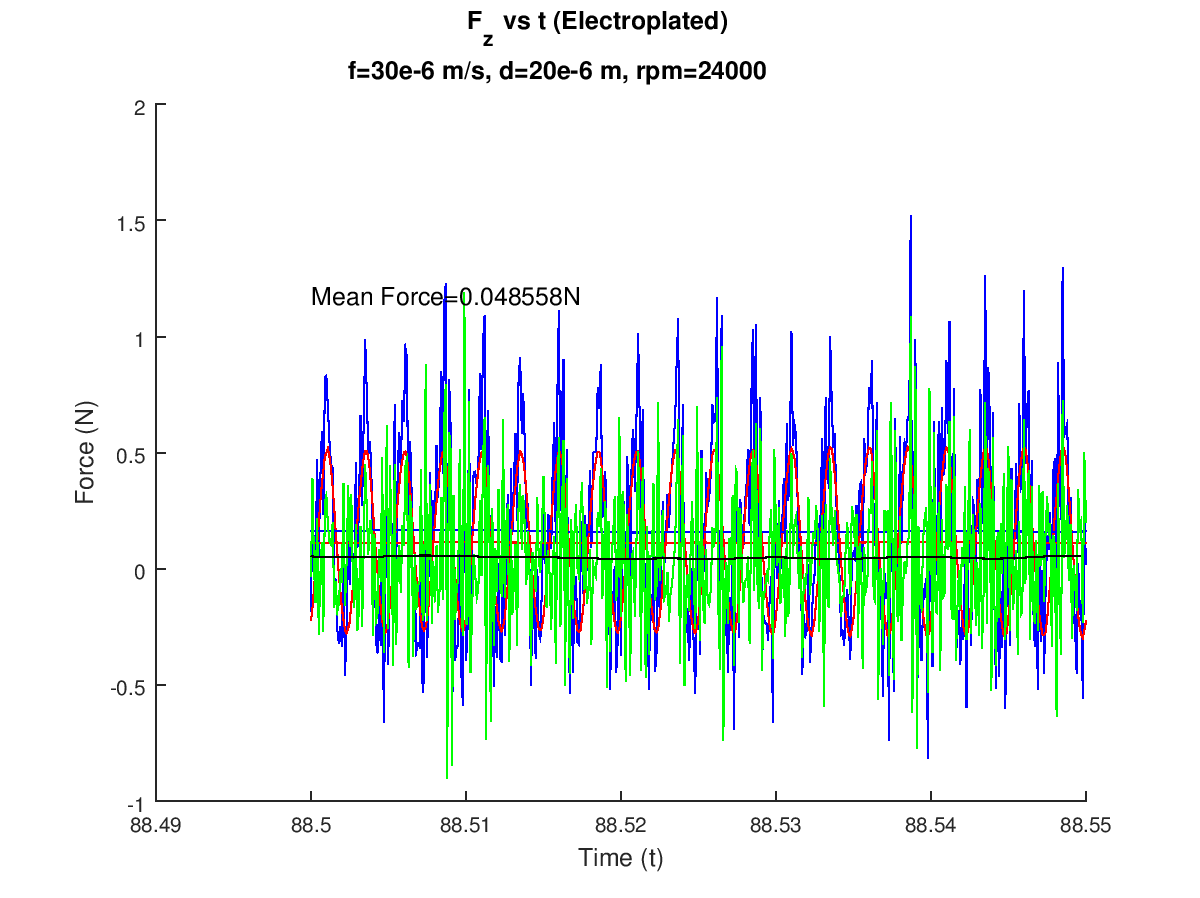 F_z vs t (Electroplated)
f=30e-6 m/s, d=20e-6 m, rpm=24000
2
1.5
Mean Force=0.048558N
1
0.5
0
-0.5
-1
Force (N)
88.49 88.5 88.51 88.52 88.53 88.54 88.55
Time (t)